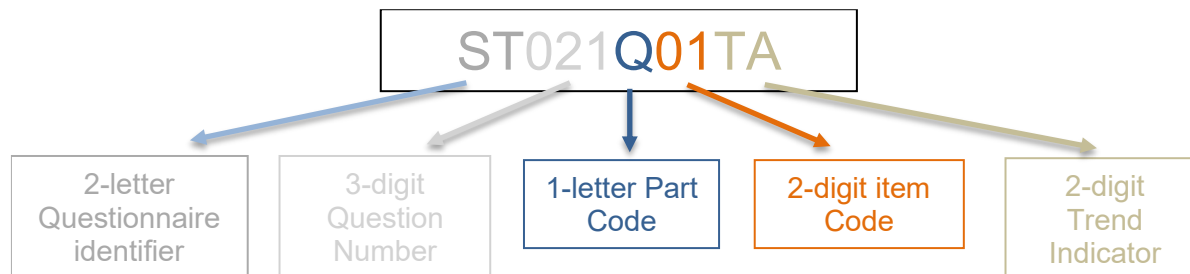 ST021Q01TA
2-letter
Questionnaire
identifier
3-digit
Question
Number
1-letter Part
Code
2-digit item
Code
2-digit
Trend
Indicator